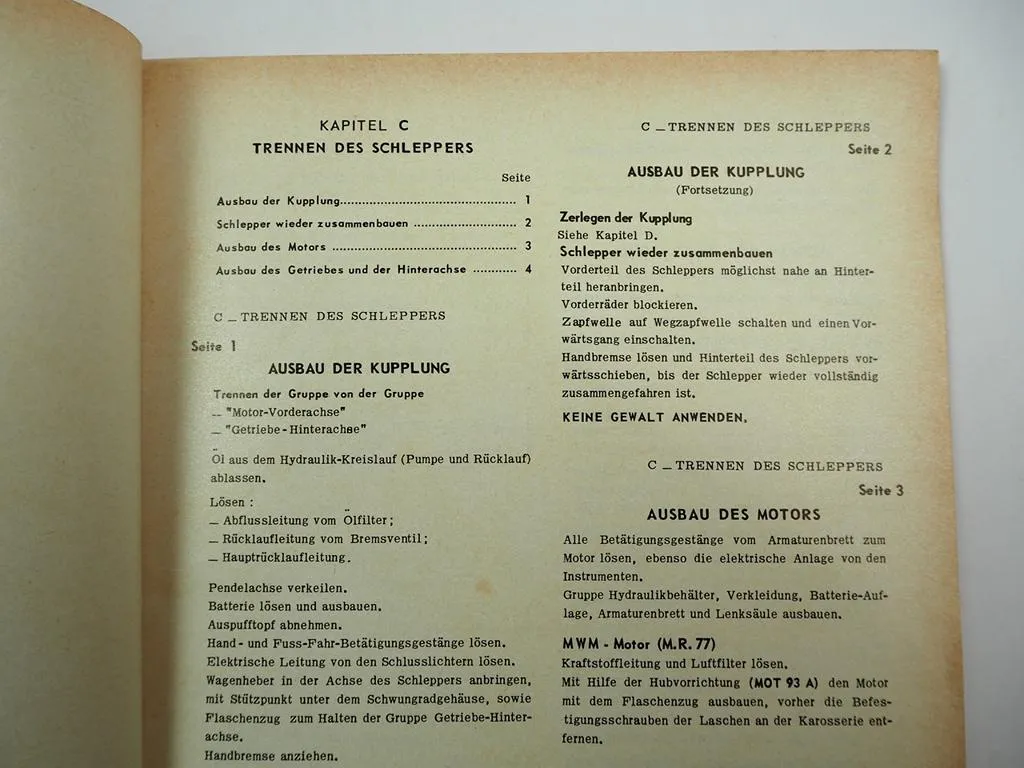 KAPITEL C
TRENNEN DES SCHLEPPERS
Seite
Ausbau der Kupplung................................................ 1
Schlepper wieder zusammenbauen ............................ 2
Ausbau des Motors .................................................. 3
Ausbau des Getriebes und der Hinterachse ............ 4
C _ TRENNEN DES SCHLEPPERS
Seite 1
AUSBAU DER KUPPLUNG
Trennen der Gruppe von der Gruppe
_ "Motor-Vorderachse"
_ "Getriebe-Hinterachse"
Öl aus dem Hydraulik-Kreislauf (Pumpe und Rücklauf)
ablassen.
Lösen :
_ Abflussleitung vom Ölfilter;
_ Rücklaufleitung vom Bremsventil;
_ Hauptrücklaufleitung.
Pendelachse verkeilen.
Batterie lösen und ausbauen.
Auspufftopf abnehmen.
Hand- und Fuss-Fahr-Betätigungsgestänge lösen.
Elektrische Leitung von den Schlusslichtern lösen.
Wagenheber in der Achse des Schleppers anbringen,
mit Stützpunkt unter dem Schwungradgehäuse, sowie
Flaschenzug zum Halten der Gruppe Getriebe-Hinter-
achse.
Handbremse anziehen.
C _ TRENNEN DES SCHLEPPERS
Seite 2
AUSBAU DER KUPPLUNG
(Fortsetzung)
Zerlegen der Kupplung
Siehe Kapitel D.
Schlepper wieder zusammenbauen
Vorderteil des Schleppers möglichst nahe an Hinter-
teil heranbringen.
Vorderräder blockieren.
Zapfwelle auf Wegzapfwelle schalten und einen Vor-
wärtsgang einschalten.
Handbremse lösen und Hinterteil des Schleppers vor-
wärtsschieben, bis der Schlepper wieder vollständig
zusammengefahren ist.
KEINE GEWALT ANWENDEN.
C _ TRENNEN DES SCHLEPPERS
Seite 3
AUSBAU DES MOTORS
Alle Betätigungsgestänge vom Armaturenbrett zum
Motor lösen, ebenso die elektrische Anlage von den
Instrumenten.
Gruppe Hydraulikbehälter, Verkleidung, Batterie-Auf-
lage, Armaturenbrett und Lenksäule ausbauen.
MWM - Motor (M.R. 77)
Kraftstoffleitung und Luftfilter lösen.
Mit Hilfe der Hubvorrichtung (MOT 93 A) den Motor
mit dem Flaschenzug ausbauen, vorher die Befes-
tigungsschrauben der Laschen an der Karosserie ent-
fernen.